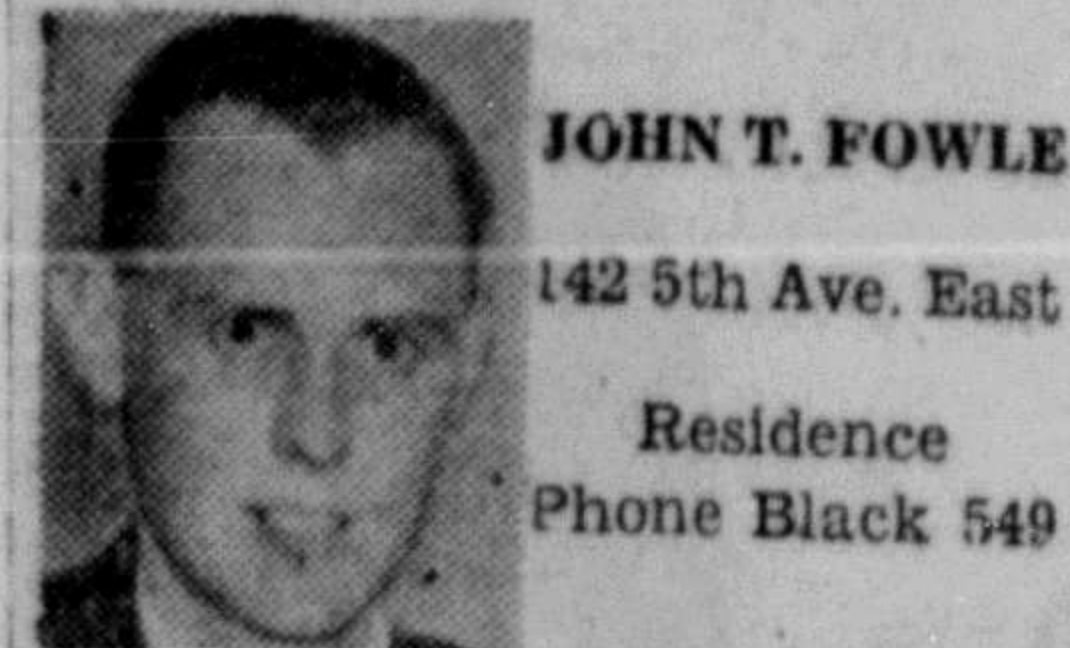 JOHN T. FOWLE
142 5th Ave. East
Residence
Phone Black 549